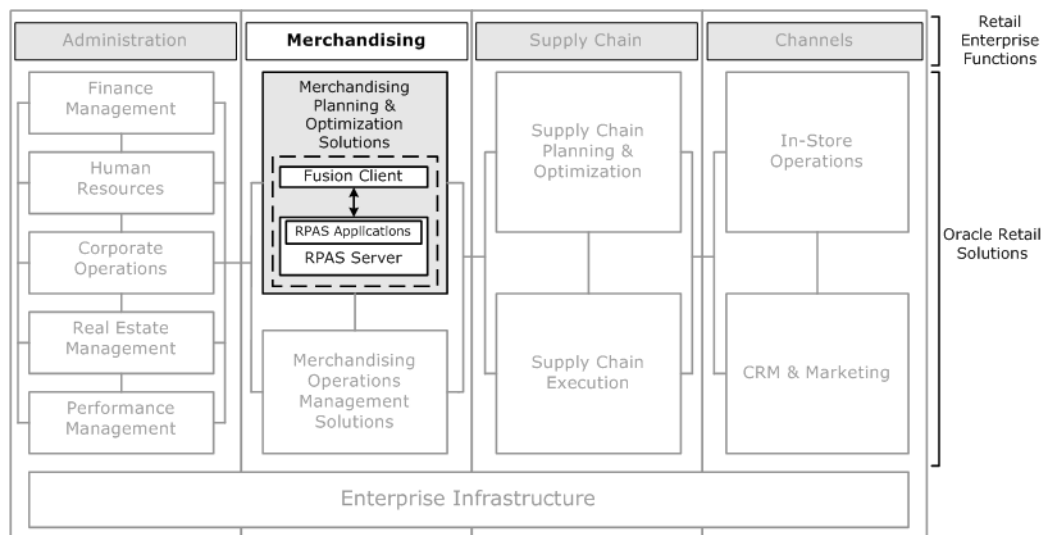 Administration
Merchandising
Supply Chain
Channels
Retail
Enterprise
Functions
Finance
Management
Human
Resources
Corporate
Operations
Real Estate
Management
Performance
Management
Merchandising
Planning &
Optimization
Solutions
Fusion Client
RPAS Applications
RPAS Server
Merchandising
Operations
Management
Solutions
Supply Chain
Planning &
Optimization
Supply Chain
Execution
In-Store
Operations
CRM & Marketing
Oracle Retail
Solutions
Enterprise Infrastructure